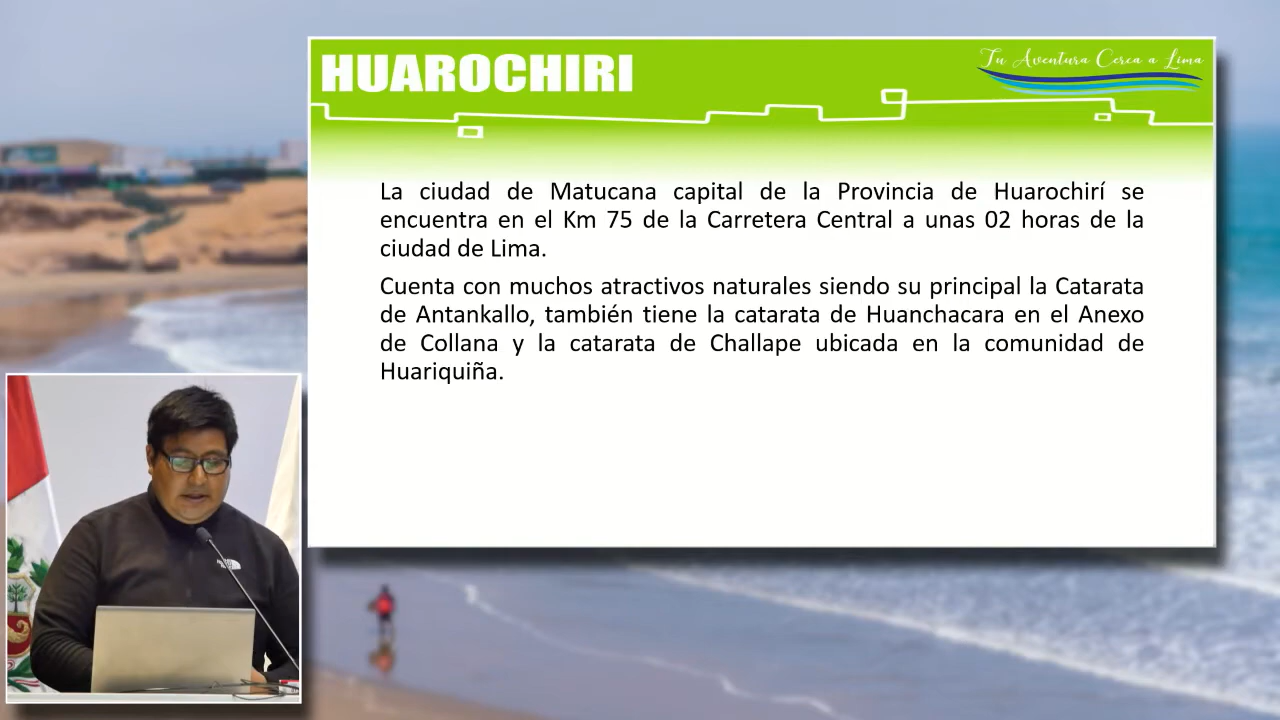 HUAROCHIRI
Tu Aventura Cerca a Lima
La ciudad de Matucana capital de la Provincia de Huarochirí se
encuentra en el Km 75 de la Carretera Central a unas 02 horas de la
ciudad de Lima.
Cuenta con muchos atractivos naturales siendo su principal la Catarata
de Antankallo, también tiene la catarata de Huanchacara en el Anexo
de Collana y la catarata de Challape ubicada en la comunidad de
Huariquiña.